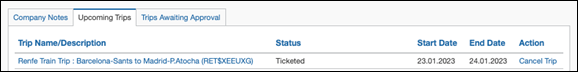 Company Notes Upcoming Trips Trips Awaiting Approval
Trip Name/Description Status Start Date End Date Action
Renfe Train Trip : Barcelona-Sants to Madrid-P.Atocha (RET$XEEUXG) Ticketed 23.01.2023 24.01.2023 Cancel Trip